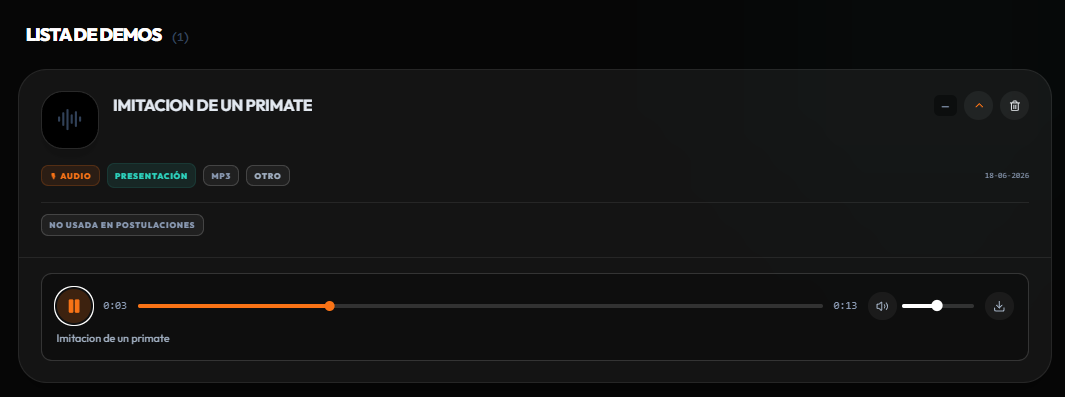 LISTA DE DEMOS (1)
IMITACION DE UN PRIMATE
–
AUDIO PRESENTACIÓN MP3 OTRO 18-06-2026
NO USADA EN POSTULACIONES
0:03 0:13
Imitacion de un primate